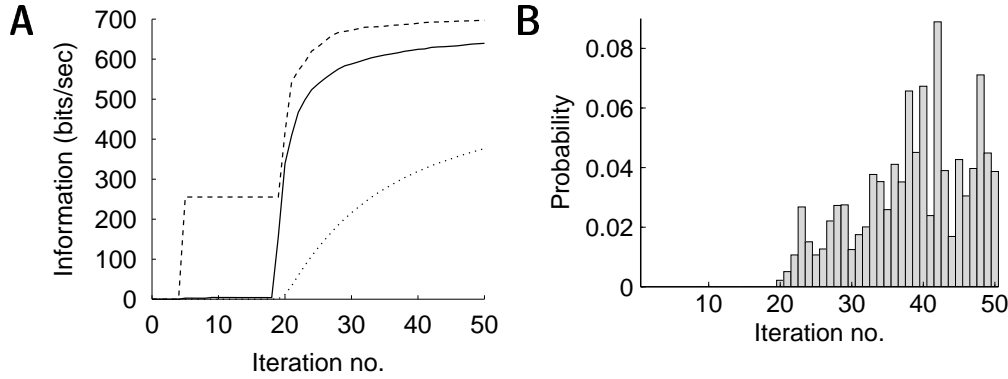 A
Information (bits/sec)
700
600
500
400
300
200
100
0
0 10 20 30 40 50
Iteration no.
B
Probability
0.08
0.06
0.04
0.02
0
10 20 30 40 50
Iteration no.